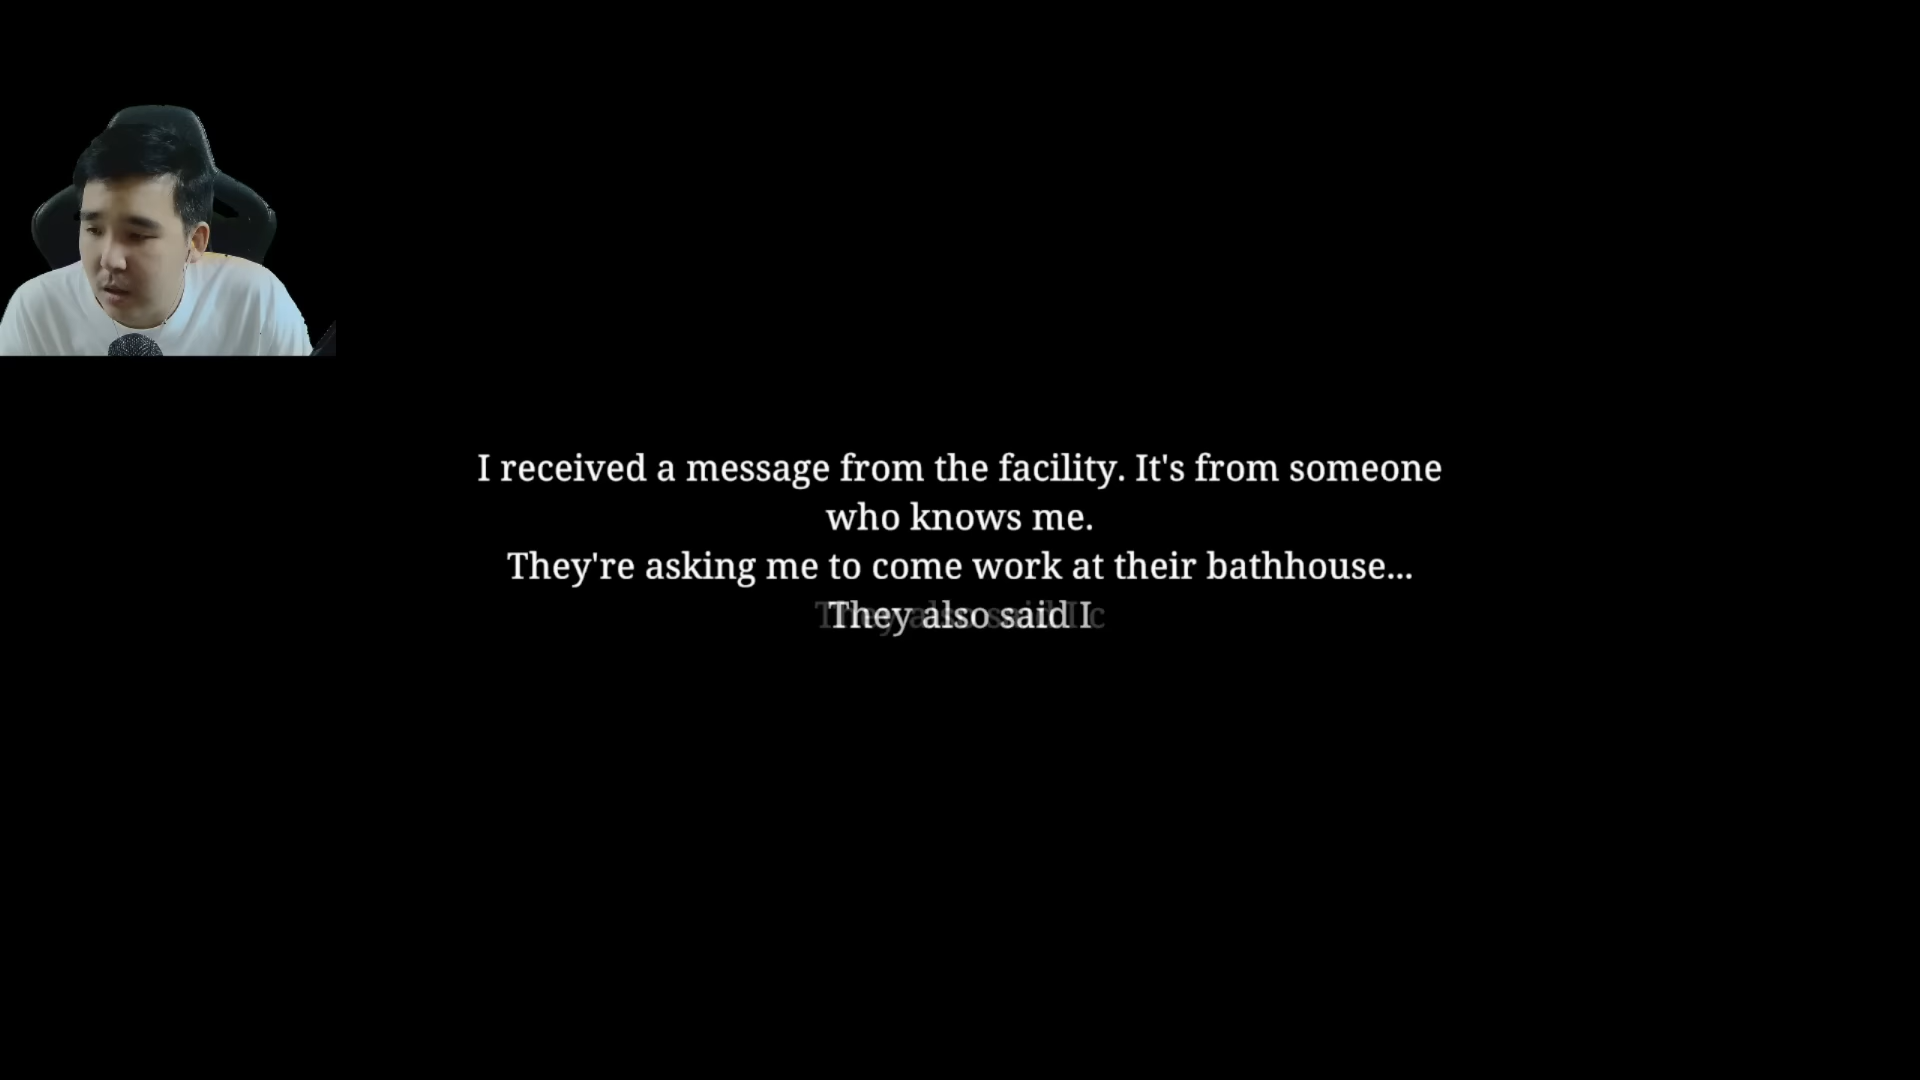 I received a message from the facility. It's from someone
who knows me.
They're asking me to come work at their bathhouse...
They also said I